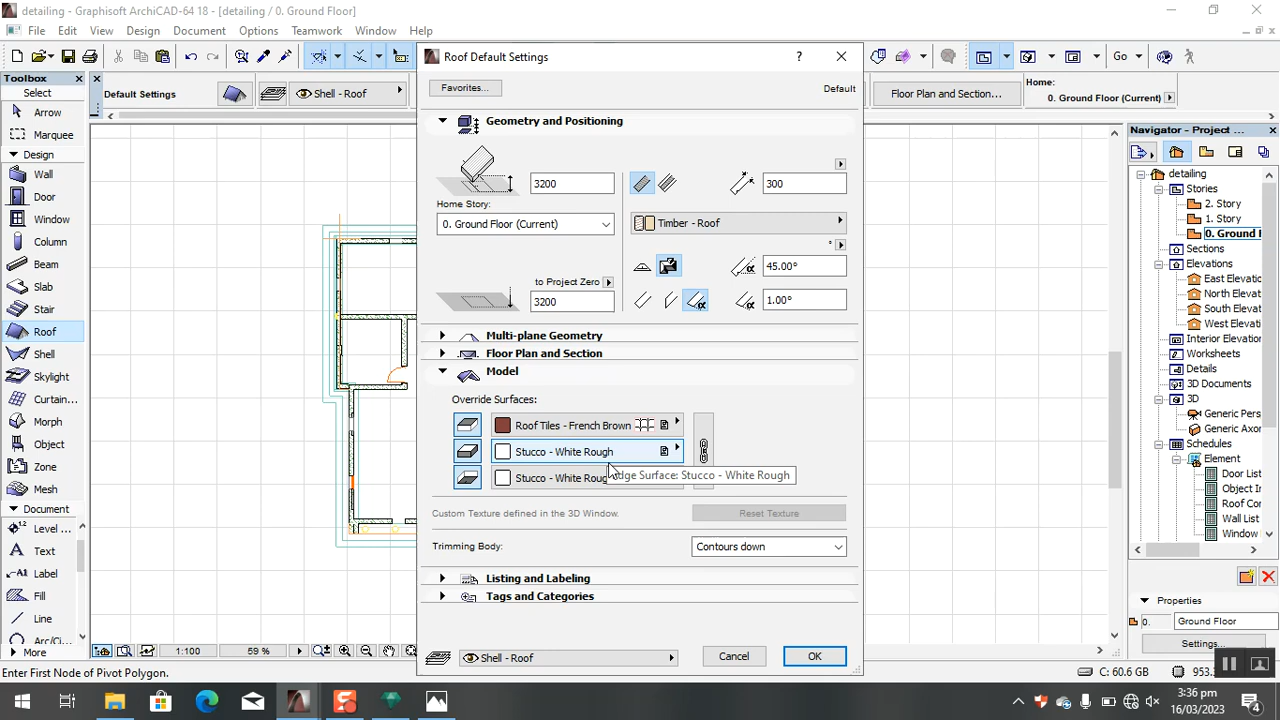 detailing - Graphisoft ArchiCAD-64 18 - [detailing / 0. Ground Floor]
File Edit View Design Document Options Teamwork Window Help
Roof Default Settings
?
Go
Toolbox
Select
Arrow
Marquee
Design
Wall
Door
Window
Column
Beam
Slab
Stair
Roof
Shell
Skylight
Curtain...
Morph
Object
Zone
Mesh
Document
Level ...
Text
Label
Fill
Line
Arc/Ci...
More
Default Settings
Shell - Roof
Favorites...
Default
Geometry and Positioning
3200
300
Home Story:
0. Ground Floor (Current)
Timber - Roof
45.00°
to Project Zero
3200
1.00°
Multi-plane Geometry
Floor Plan and Section
Model
Override Surfaces:
Roof Tiles - French Brown
Stucco - White Rough
Stucco - White Roug
dge Surface: Stucco - White Rough
Custom Texture defined in the 3D Window.
Reset Texture
Trimming Body:
Contours down
Listing and Labeling
Tags and Categories
Shell - Roof
Cancel
OK
Floor Plan and Section...
Home:
0. Ground Floor (Current)
Navigator - Project ...
detailing
Stories
2. Story
1. Story
0. Ground F
Sections
Elevations
East Elevatio
North Elevat
South Elevat
West Elevati
Interior Elevatio
Worksheets
Details
3D Documents
3D
Generic Pers
Generic Axo
Schedules
Element
Door List
Object In
Roof Cor
Wall List
Window
Properties
0.
Ground Floor
Settings...
1:100
59 %
Enter First Node of Pivot Polygon.
C: 60.6 GB
953.
3:36 pm
16/03/2023
4